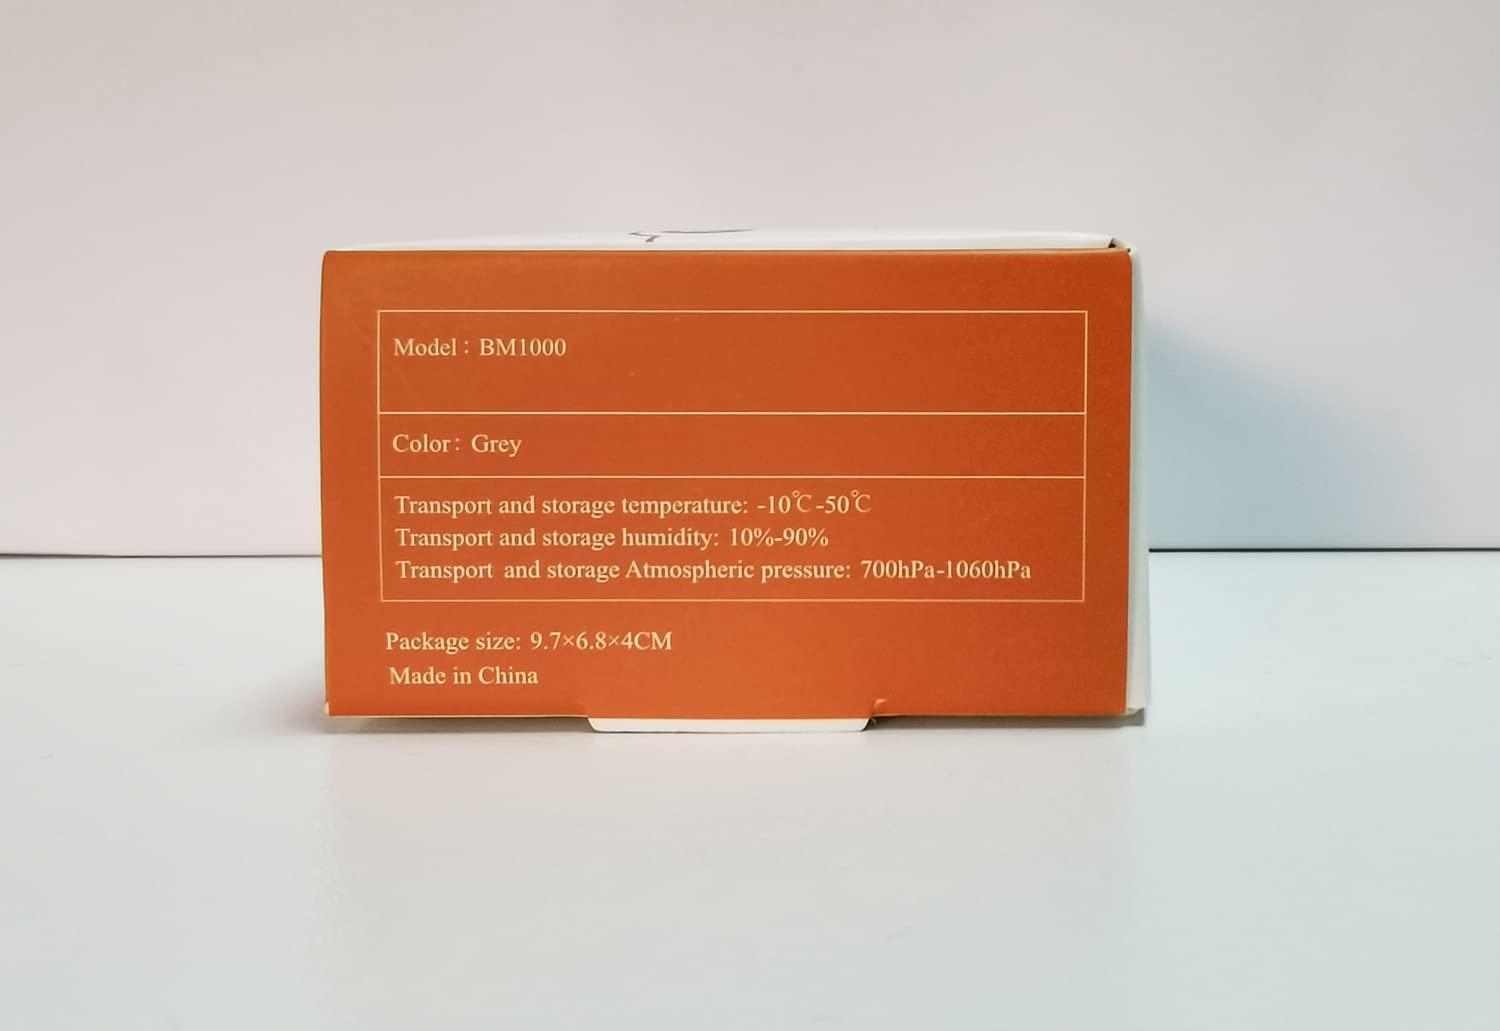 Model：BM1000
Color：Grey
Transport and storage temperature: -10℃-50℃
Transport and storage humidity: 10%-90%
Transport and storage Atmospheric pressure: 700hPa-1060hPa
Package size: 9.7×6.8×4CM
Made in China